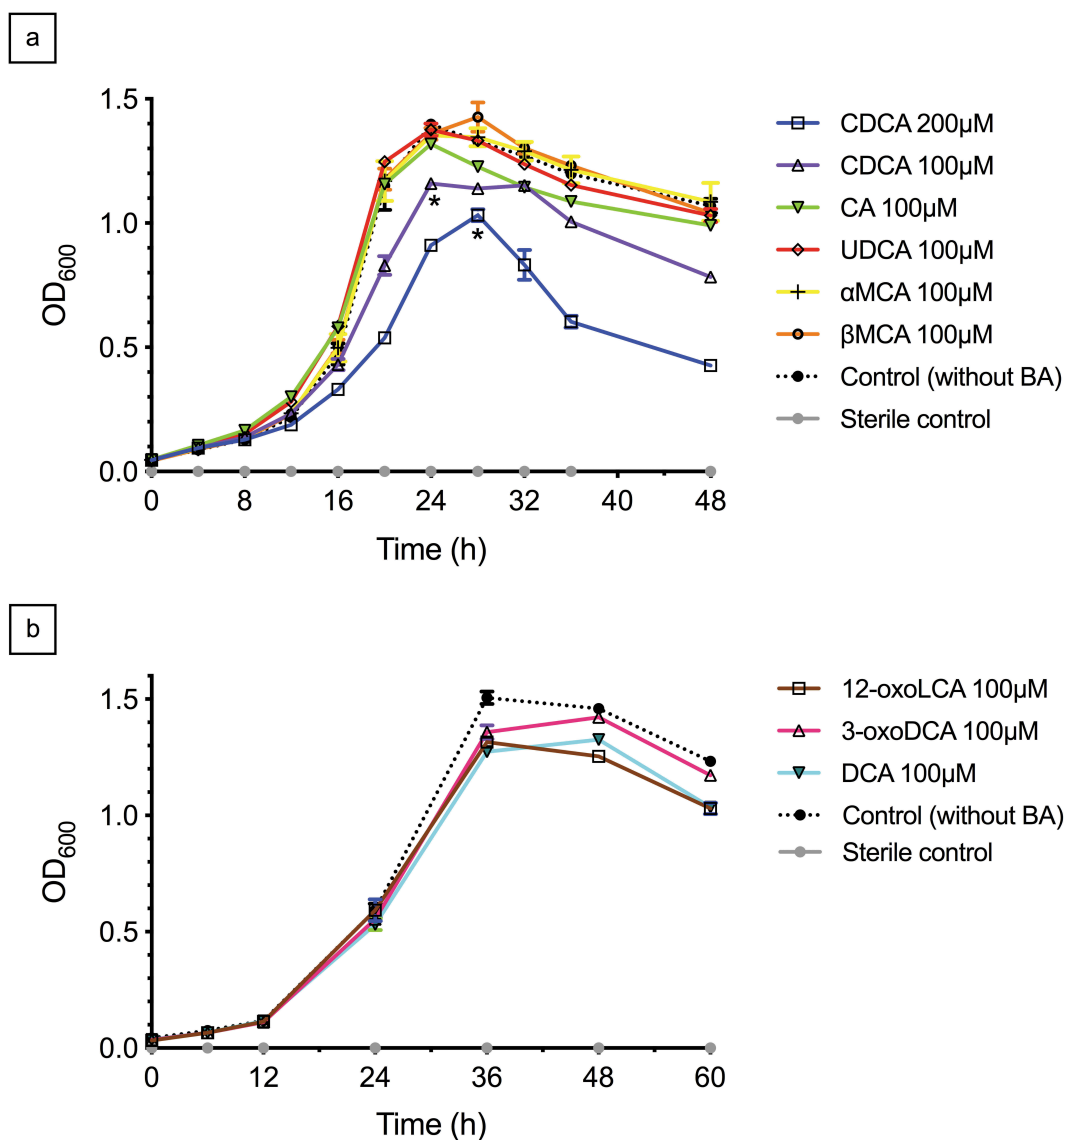 a
1.5
1.0
0.5
0.0
OD600
*
*
0 8 16 24 32 40 48
Time (h)
CDCA 200μM
CDCA 100μM
CA 100μM
UDCA 100μM
αMCA 100μM
βMCA 100μM
Control (without BA)
Sterile control
b
1.5
1.0
0.5
0.0
OD600
0 12 24 36 48 60
Time (h)
12-oxoLCA 100μM
3-oxoDCA 100μM
DCA 100μM
Control (without BA)
Sterile control